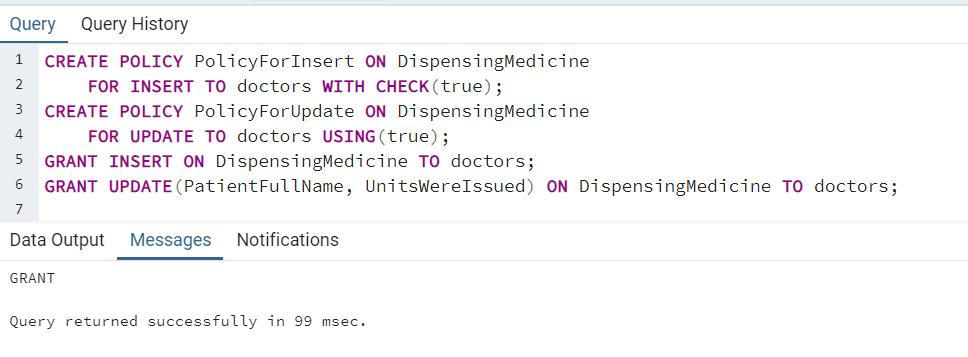 Query Query History
1 CREATE POLICY PolicyForInsert ON DispensingMedicine
2 FOR INSERT TO doctors WITH CHECK(true);
3 CREATE POLICY PolicyForUpdate ON DispensingMedicine
4 FOR UPDATE TO doctors USING(true);
5 GRANT INSERT ON DispensingMedicine TO doctors;
6 GRANT UPDATE(PatientFullName, UnitsWereIssued) ON DispensingMedicine TO doctors;
7
Data Output Messages Notifications
GRANT
Query returned successfully in 99 msec.